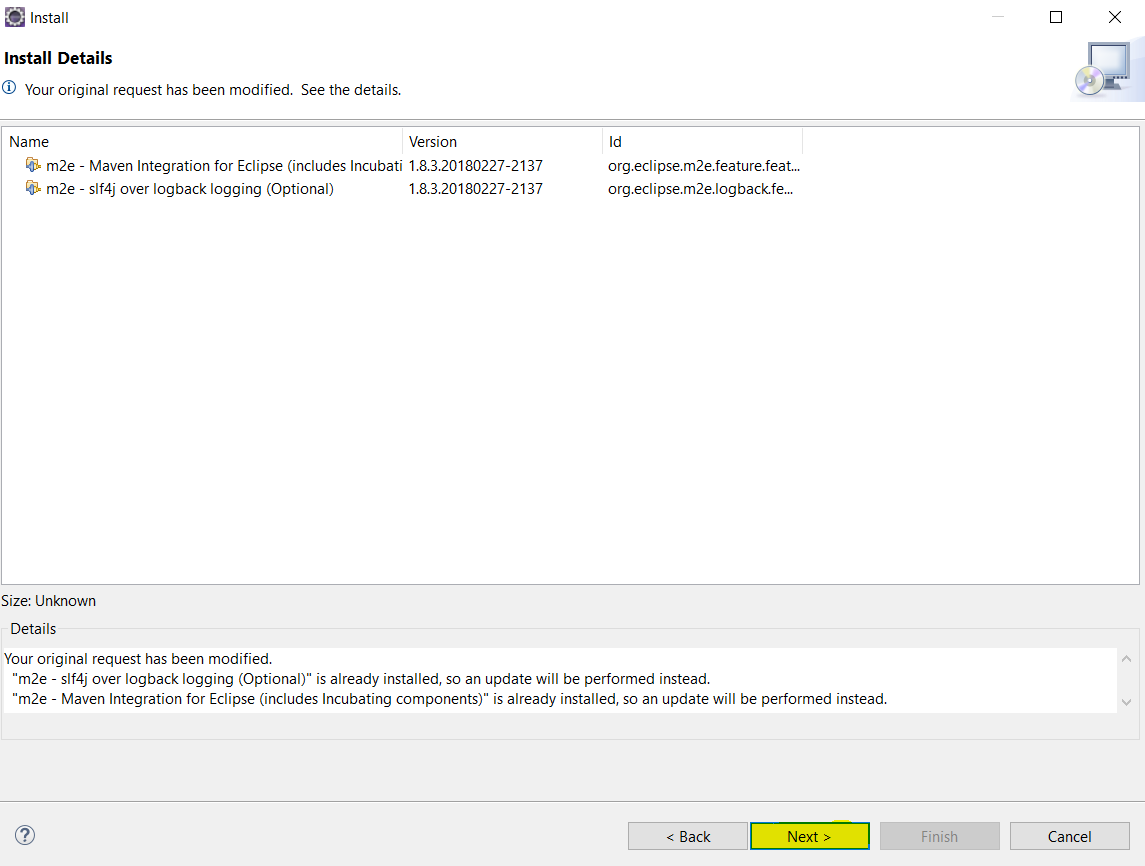 Install
Install Details
Your original request has been modified.  See the details.
Name Version Id
m2e - Maven Integration for Eclipse (includes Incubati 1.8.3.20180227-2137 org.eclipse.m2e.feature.feat...
m2e - slf4j over logback logging (Optional) 1.8.3.20180227-2137 org.eclipse.m2e.logback.fe...
Size: Unknown
Details
Your original request has been modified.
"m2e - slf4j over logback logging (Optional)" is already installed, so an update will be performed instead.
"m2e - Maven Integration for Eclipse (includes Incubating components)" is already installed, so an update will be performed instead.
? < Back Next > Finish Cancel